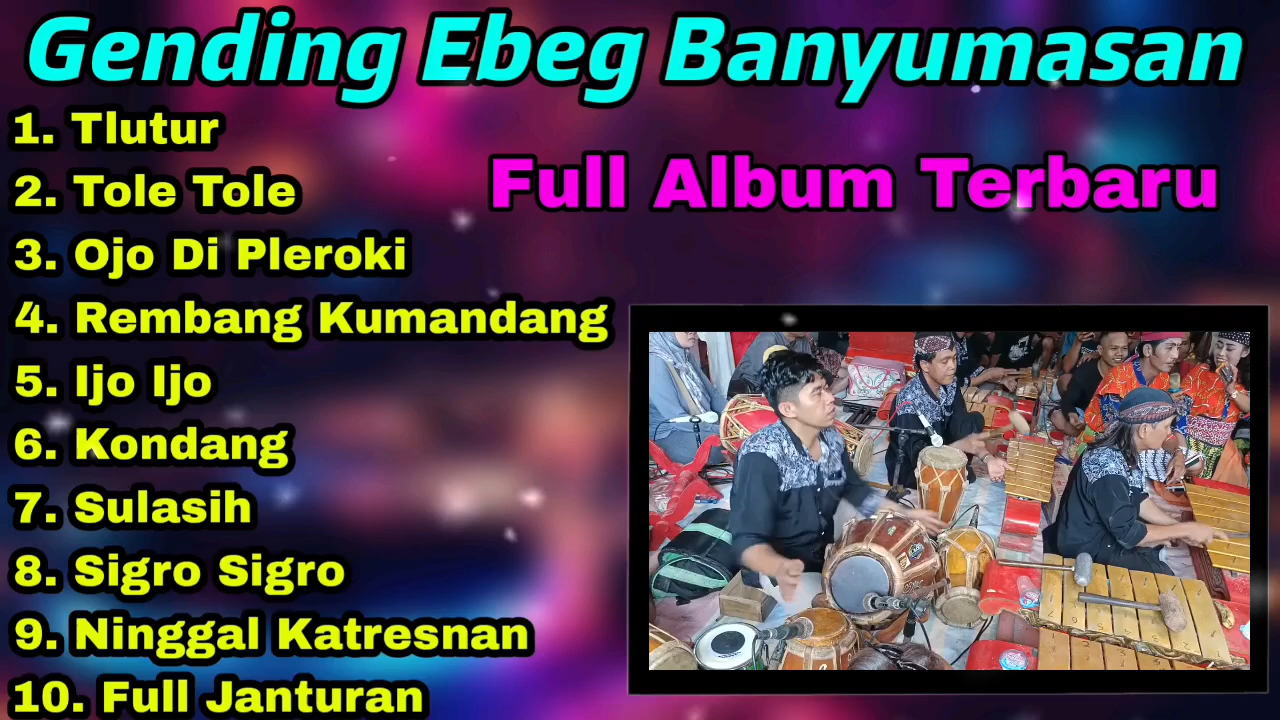 Gending Ebeg Banyumasan
Full Album Terbaru
1. Tlutur
2. Tole Tole
3. Ojo Di Pleroki
4. Rembang Kumandang
5. Ijo Ijo
6. Kondang
7. Sulasih
8. Sigro Sigro
9. Ninggal Katresnan
10. Full Janturan